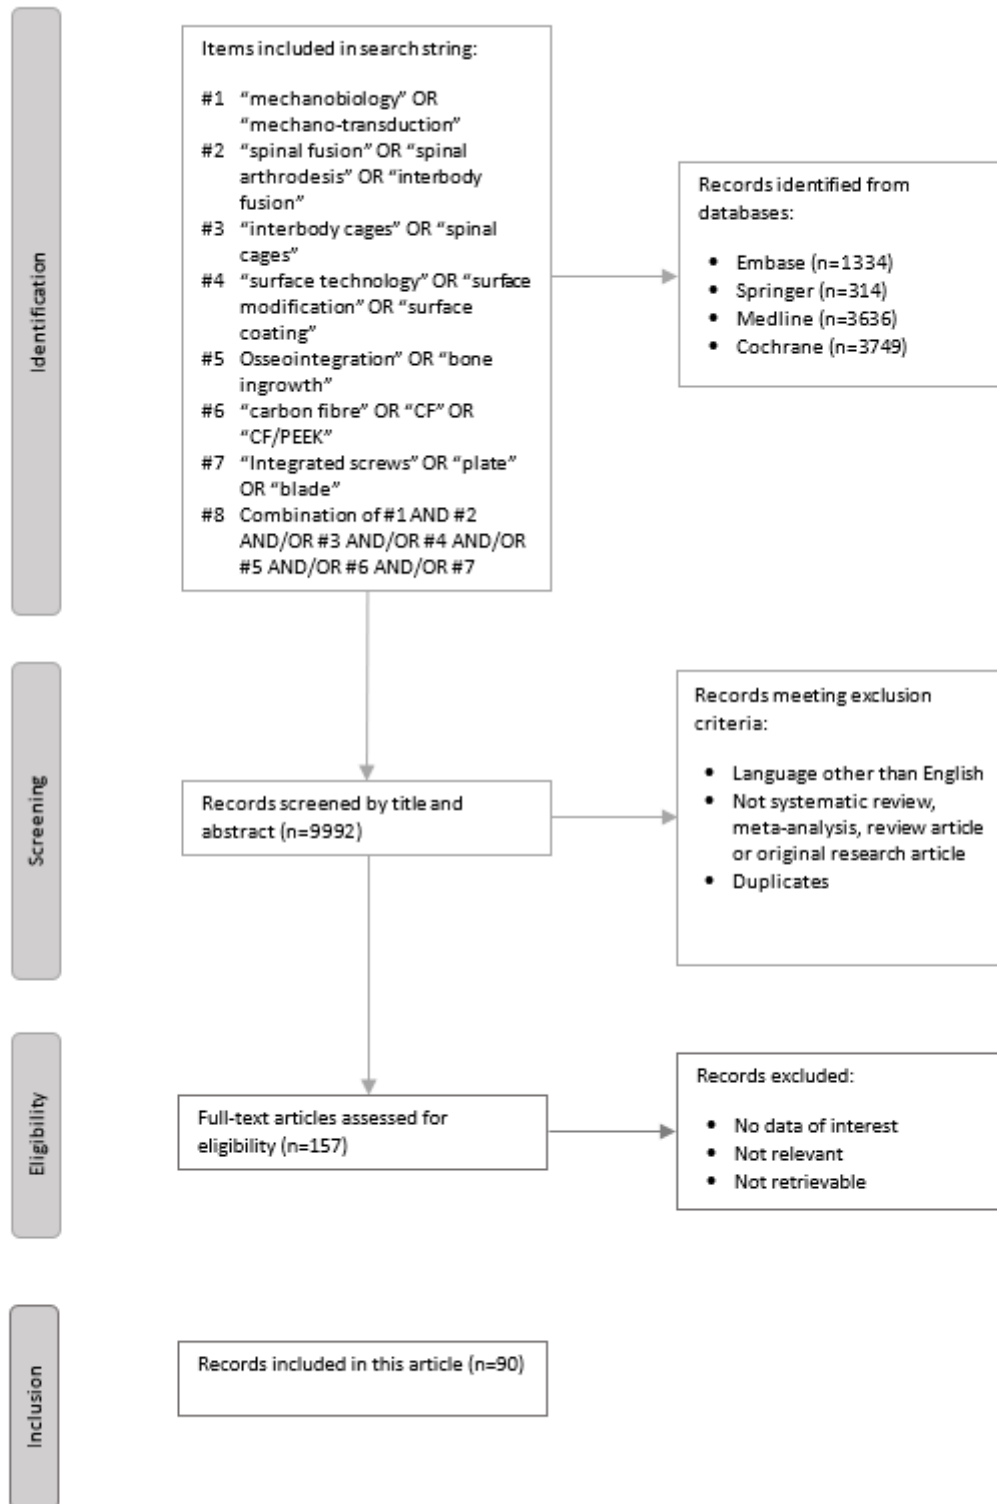 Identification
Items included in search string:
#1 “mechanobiology” OR
“mechano-transduction”
#2 “spinal fusion” OR “spinal
arthrodesis” OR “interbody
fusion”
#3 “interbody cages” OR “spinal
cages”
#4 “surface technology” OR “surface
modification” OR “surface
coating”
#5 Osseointegration” OR “bone
ingrowth”
#6 “carbon fibre” OR “CF” OR
“CF/PEEK”
#7 “Integrated screws” OR “plate”
OR “blade”
#8 Combination of #1 AND #2
AND/OR #3 AND/OR #4 AND/OR
#5 AND/OR #6 AND/OR #7
Records identified from
databases:
• Embase (n=1334)
• Springer (n=314)
• Medline (n=3636)
• Cochrane (n=3749)
Screening
Records screened by title and
abstract (n=9992)
Records meeting exclusion
criteria:
• Language other than English
• Not systematic review,
meta-analysis, review article
or original research article
• Duplicates
Eligibility
Full-text articles assessed for
eligibility (n=157)
Records excluded:
• No data of interest
• Not relevant
• Not retrievable
Inclusion
Records included in this article (n=90)